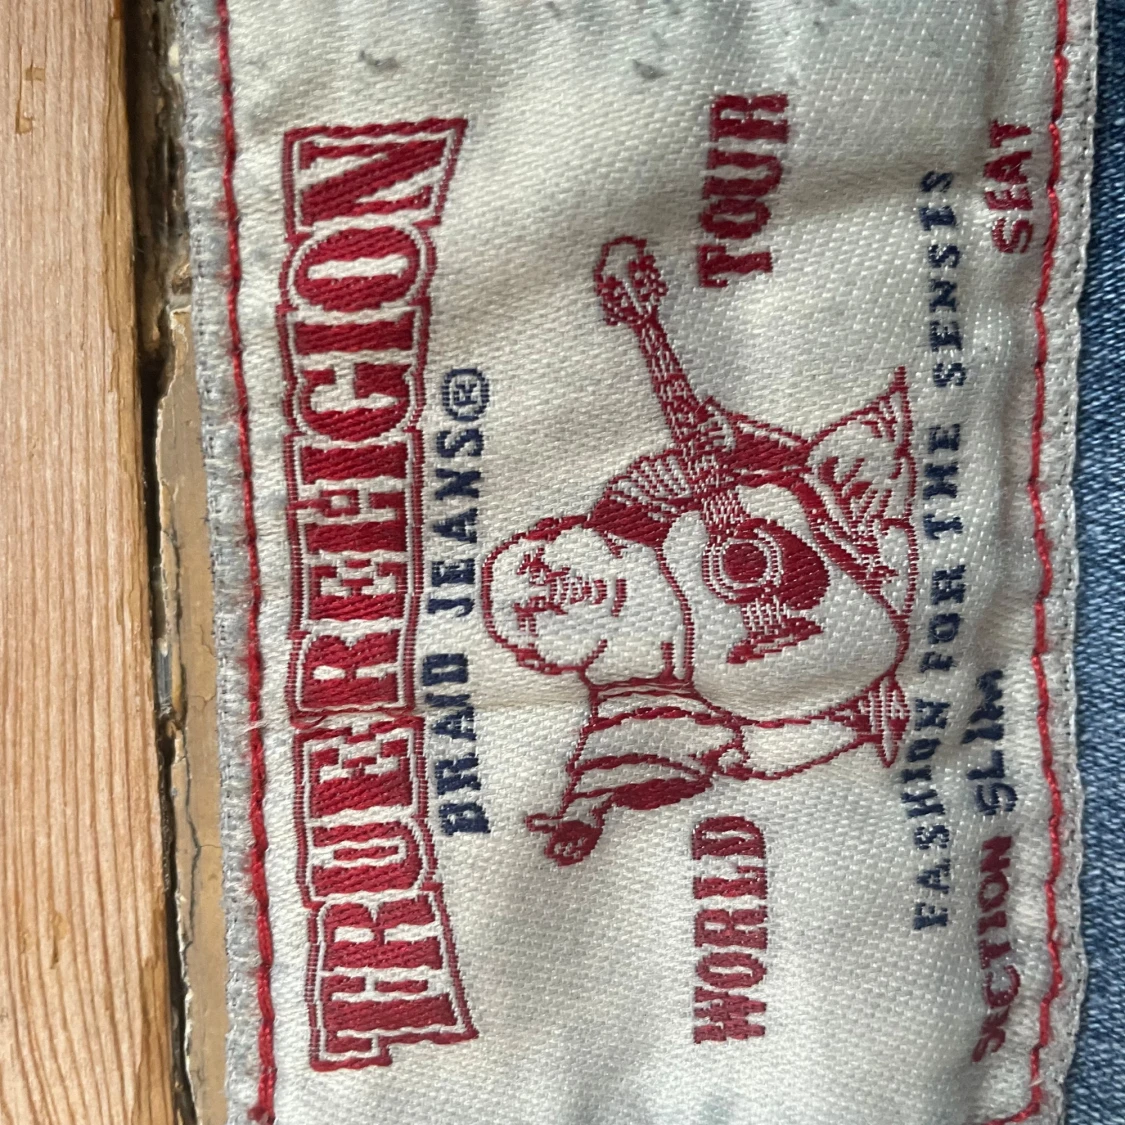 TRUE RELIGION
BRAND JEANS®
WORLD TOUR
FASHION FOR THE SENSES
SECTION SLIM SEAT